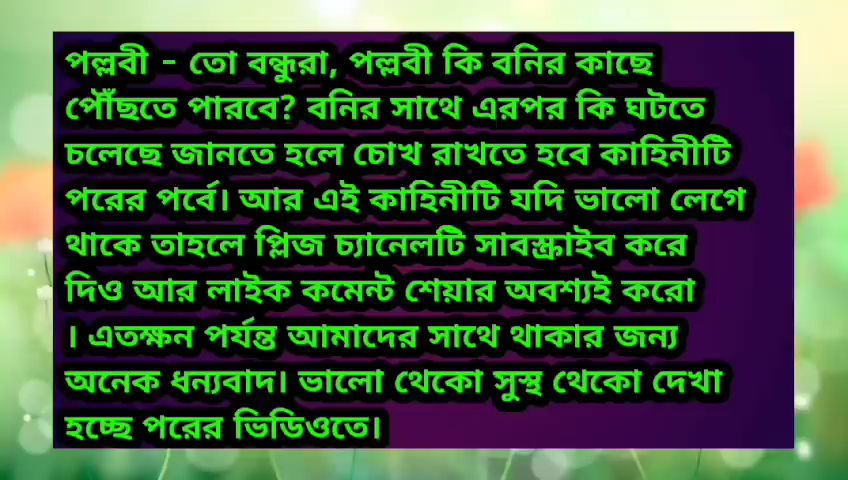 পল্লবী - তো বন্ধুরা, পল্লবী কি বনির কাছে
পৌঁছতে পারবে? বনির সাথে এরপর কি ঘটতে
চলেছে জানতে হলে চোখ রাখতে হবে কাহিনীটি
পরের পর্বে। আর এই কাহিনীটি যদি ভালো লেগে
থাকে তাহলে প্লিজ চ্যানেলটি সাবস্ক্রাইব করে
দিও আর লাইক কমেন্ট শেয়ার অবশ্যই করো
। এতক্ষন পর্যন্ত আমাদের সাথে থাকার জন্য
অনেক ধন্যবাদ। ভালো থেকো সুস্থ থেকো দেখা
হচ্ছে পরের ভিডিওতে।